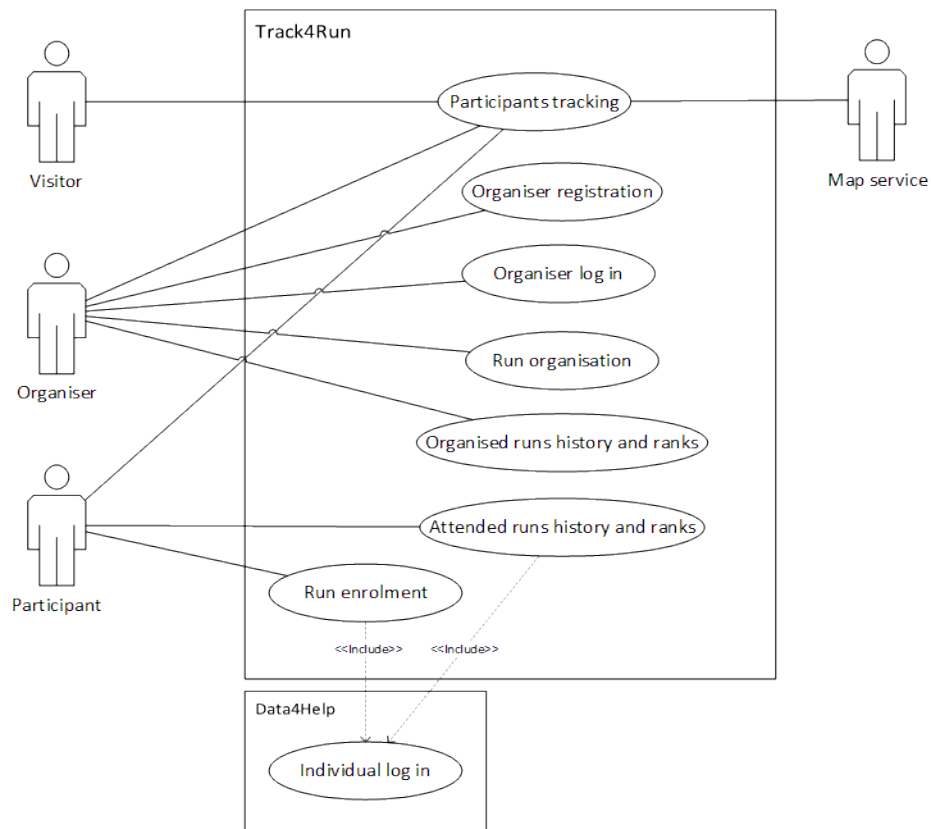 Track4Run
Participants tracking
Visitor
Map service
Organiser registration
Organiser log in
Run organisation
Organiser
Organised runs history and ranks
Attended runs history and ranks
Run enrolment
Participant
<<Include>>
<<Include>>
Data4Help
Individual log in